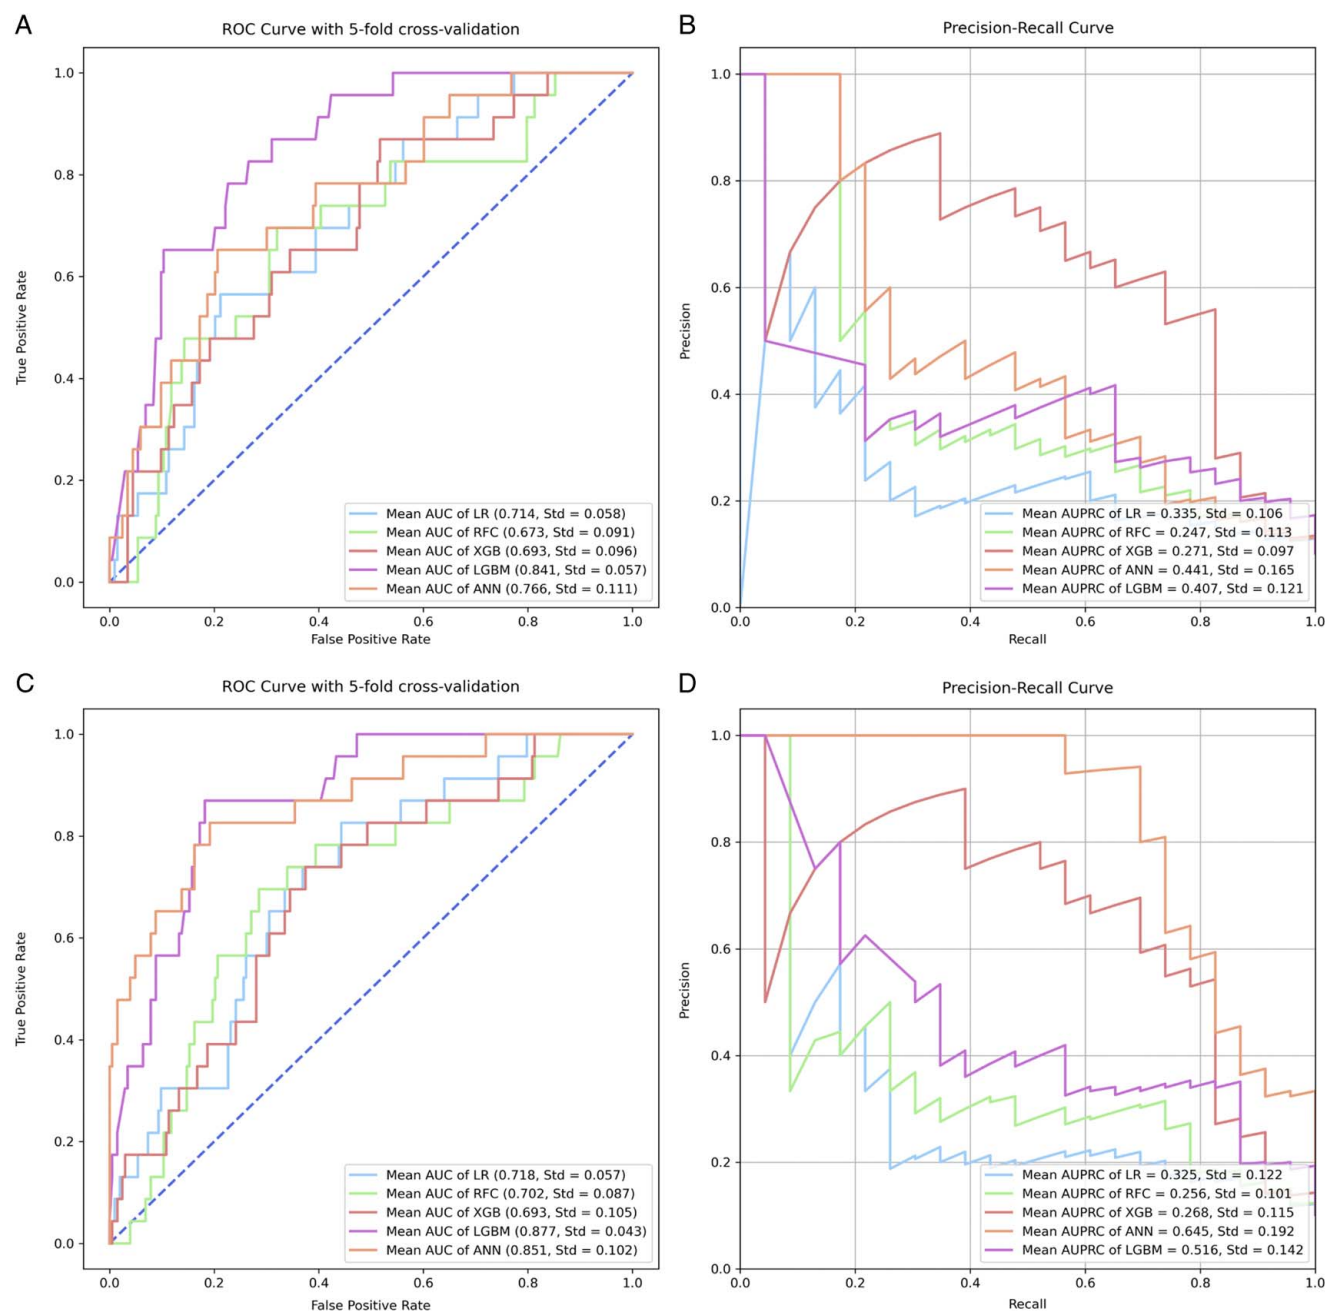 A
ROC Curve with 5-fold cross-validation
True Positive Rate
1.0
0.8
0.6
0.4
0.2
0.0
Mean AUC of LR (0.714, Std = 0.058)
Mean AUC of RFC (0.673, Std = 0.091)
Mean AUC of XGB (0.693, Std = 0.096)
Mean AUC of LGBM (0.841, Std = 0.057)
Mean AUC of ANN (0.766, Std = 0.111)
0.0 0.2 0.4 0.6 0.8 1.0
False Positive Rate
B
Precision-Recall Curve
Precision
1.0
0.8
0.6
0.4
0.2
0.0
Mean AUPRC of LR = 0.335, Std = 0.106
Mean AUPRC of RFC = 0.247, Std = 0.113
Mean AUPRC of XGB = 0.271, Std = 0.097
Mean AUPRC of ANN = 0.441, Std = 0.165
Mean AUPRC of LGBM = 0.407, Std = 0.121
0.0 0.2 0.4 0.6 0.8 1.0
Recall
C
ROC Curve with 5-fold cross-validation
True Positive Rate
1.0
0.8
0.6
0.4
0.2
0.0
Mean AUC of LR (0.718, Std = 0.057)
Mean AUC of RFC (0.702, Std = 0.087)
Mean AUC of XGB (0.693, Std = 0.105)
Mean AUC of LGBM (0.877, Std = 0.043)
Mean AUC of ANN (0.851, Std = 0.102)
0.0 0.2 0.4 0.6 0.8 1.0
False Positive Rate
D
Precision-Recall Curve
Precision
1.0
0.8
0.6
0.4
0.2
0.0
Mean AUPRC of LR = 0.325, Std = 0.122
Mean AUPRC of RFC = 0.256, Std = 0.101
Mean AUPRC of XGB = 0.268, Std = 0.115
Mean AUPRC of ANN = 0.645, Std = 0.192
Mean AUPRC of LGBM = 0.516, Std = 0.142
0.0 0.2 0.4 0.6 0.8 1.0
Recall